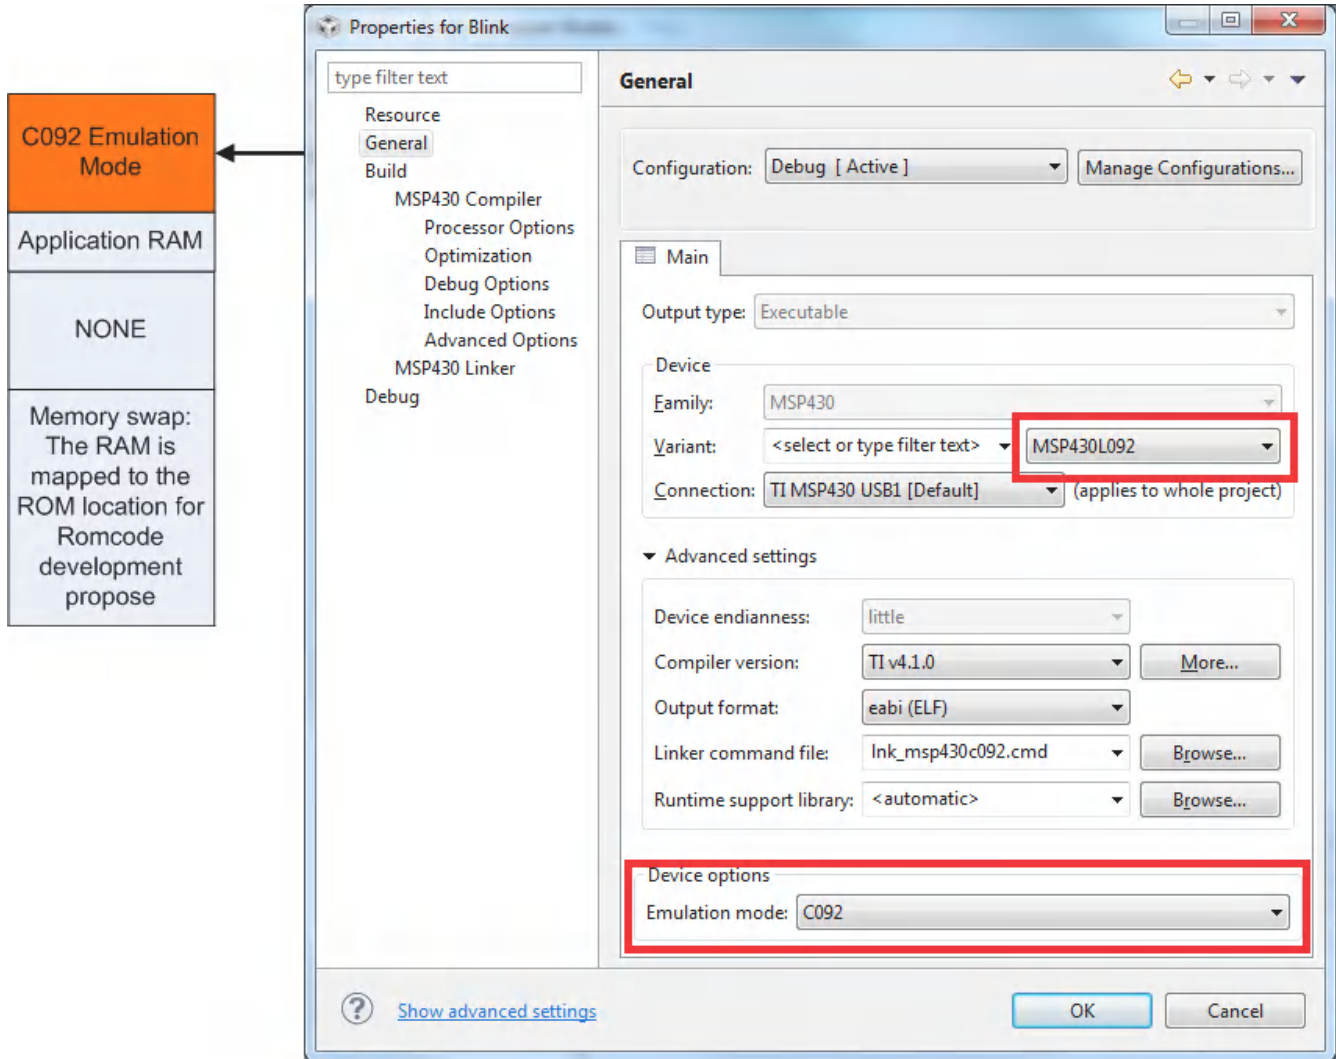 C092 Emulation
Mode
Application RAM
NONE
Memory swap:
The RAM is
mapped to the
ROM location for
Romcode
development
propose
Properties for Blink
type filter text
Resource
General
Build
MSP430 Compiler
Processor Options
Optimization
Debug Options
Include Options
Advanced Options
MSP430 Linker
Debug
General
Configuration: Debug [ Active ] Manage Configurations...
Main
Output type: Executable
Device
Family: MSP430
Variant: <select or type filter text> MSP430L092
Connection: TI MSP430 USB1 [Default] (applies to whole project)
Advanced settings
Device endianness: little
Compiler version: TI v4.1.0 More...
Output format: eabi (ELF)
Linker command file: lnk_msp430c092.cmd Browse...
Runtime support library: <automatic> Browse...
Device options
Emulation mode: C092
? Show advanced settings OK Cancel